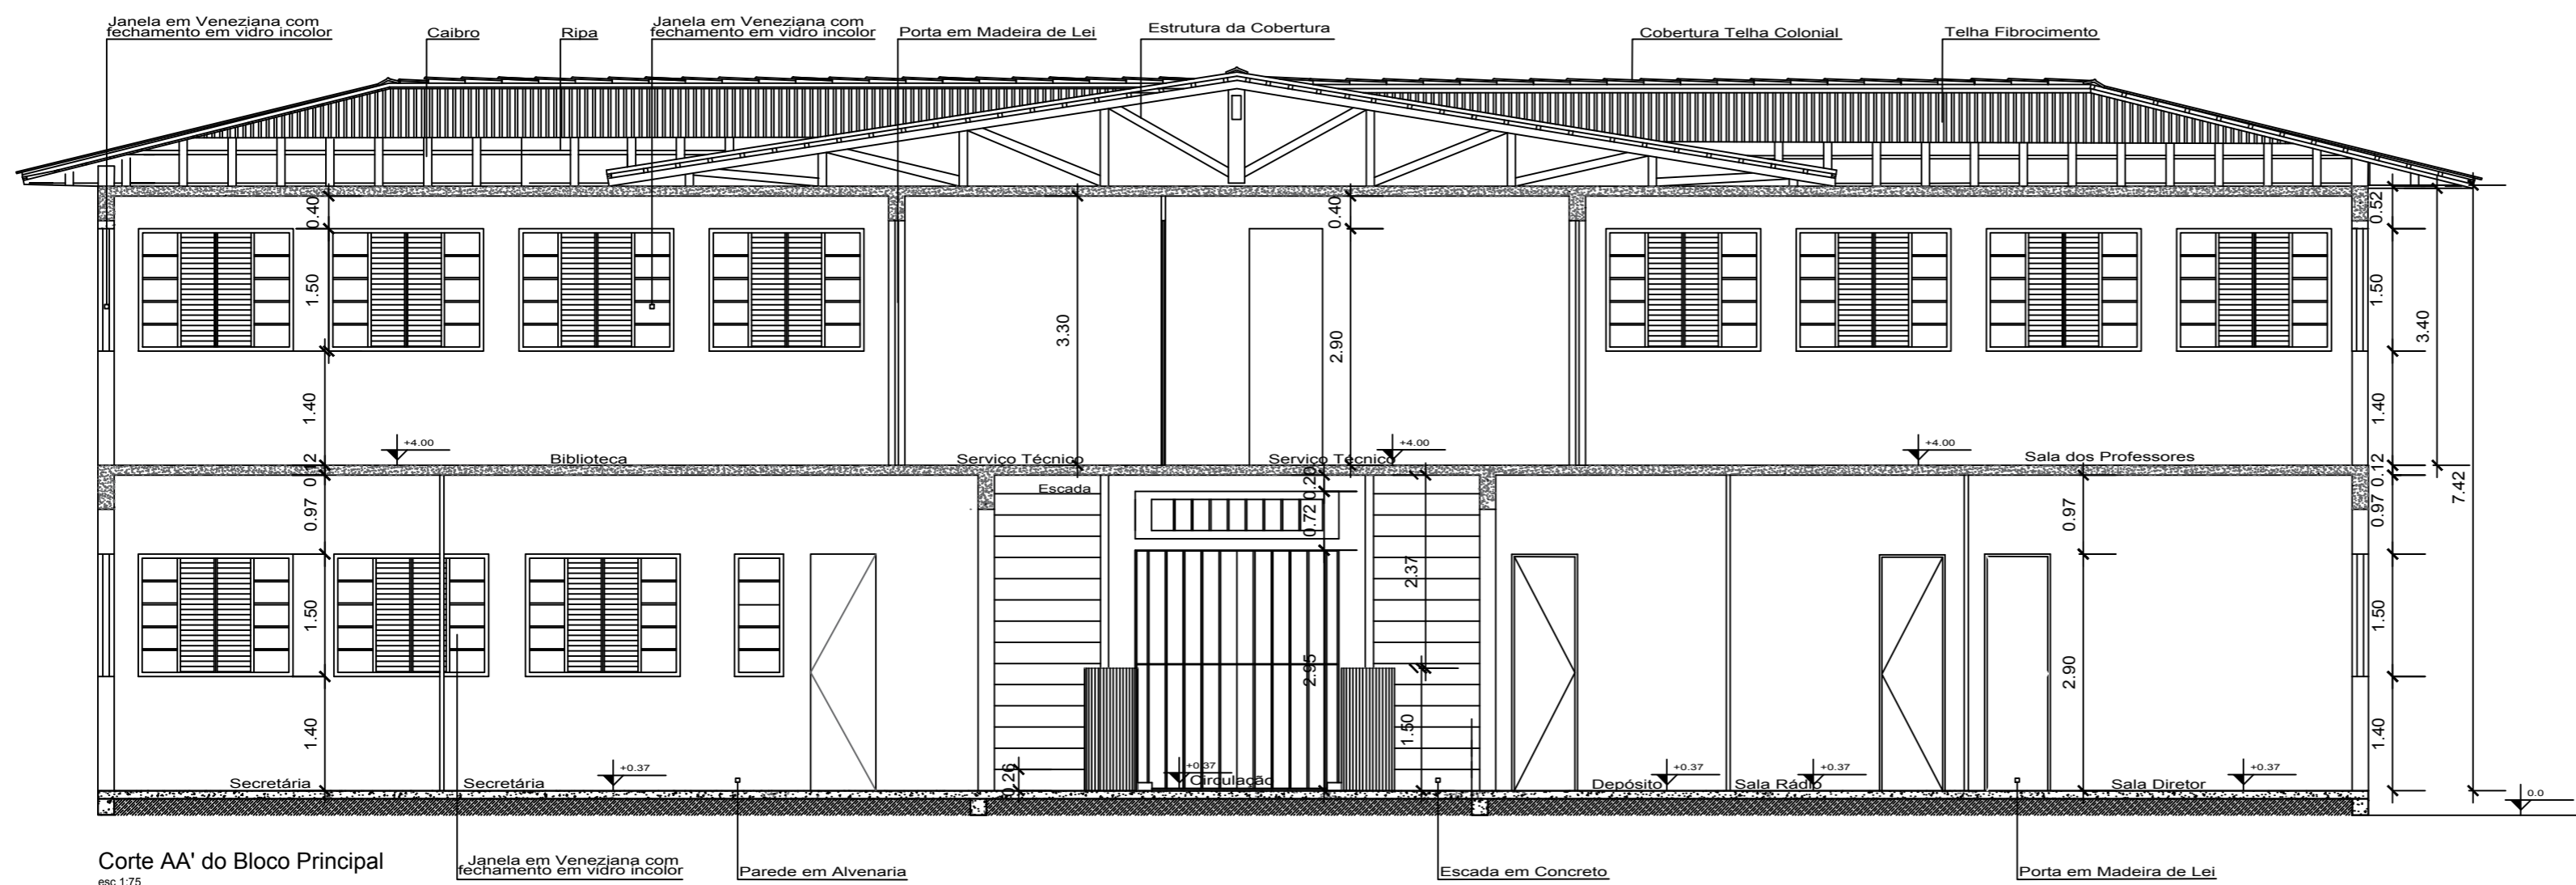 Janela em Veneziana com
fechamento em vidro incolor
Caibro
Ripa
Janela em Veneziana com
fechamento em vidro incolor
Porta em Madeira de Lei
Estrutura da Cobertura
Cobertura Telha Colonial
Telha Fibrocimento
0.40
1.50
1.40
3.30
0.40
2.90
0.52
1.50
3.40
1.40
+4.00
+4.00
+4.00
Biblioteca
Serviço Técnico
Serviço Técnico
Sala dos Professores
0.12
0.97
1.50
1.40
Escada
0.20
0.72
2.95
2.37
1.50
0.26
0.97
2.90
0.12
0.97
7.42
1.50
1.40
Secretária
Secretária
+0.37
+0.37
Circulação
Depósito
+0.37
Sala Rádio
+0.37
Sala Diretor
+0.37
0.0
Corte AA' do Bloco Principal
esc 1:75
Janela em Veneziana com
fechamento em vidro incolor
Parede em Alvenaria
Escada em Concreto
Porta em Madeira de Lei